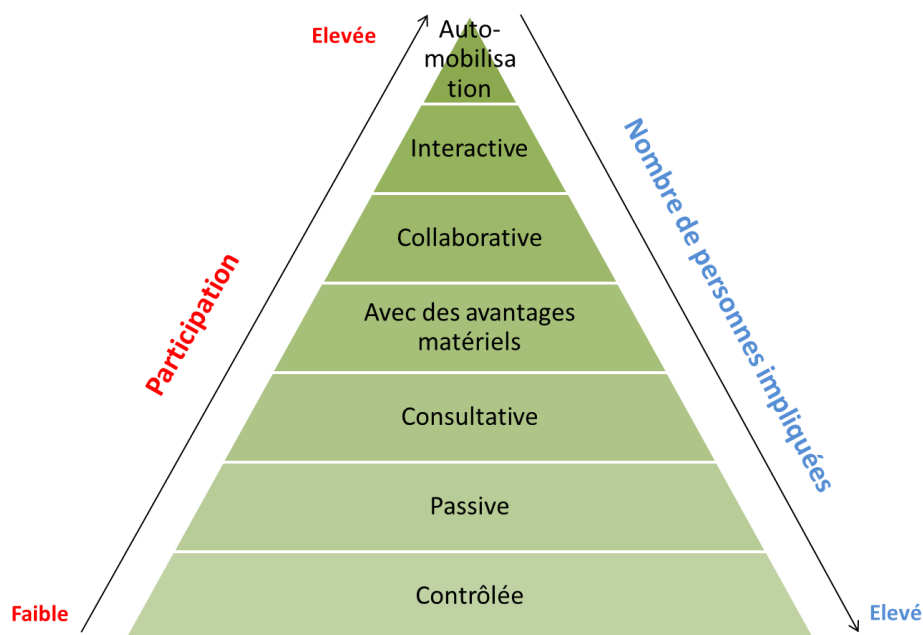 Elevée
Auto-
mobilisa
tion
Interactive
Collaborative
Avec des avantages
matériels
Consultative
Passive
Contrôlée
Participation
Nombre de personnes impliquées
Faible
Elevé